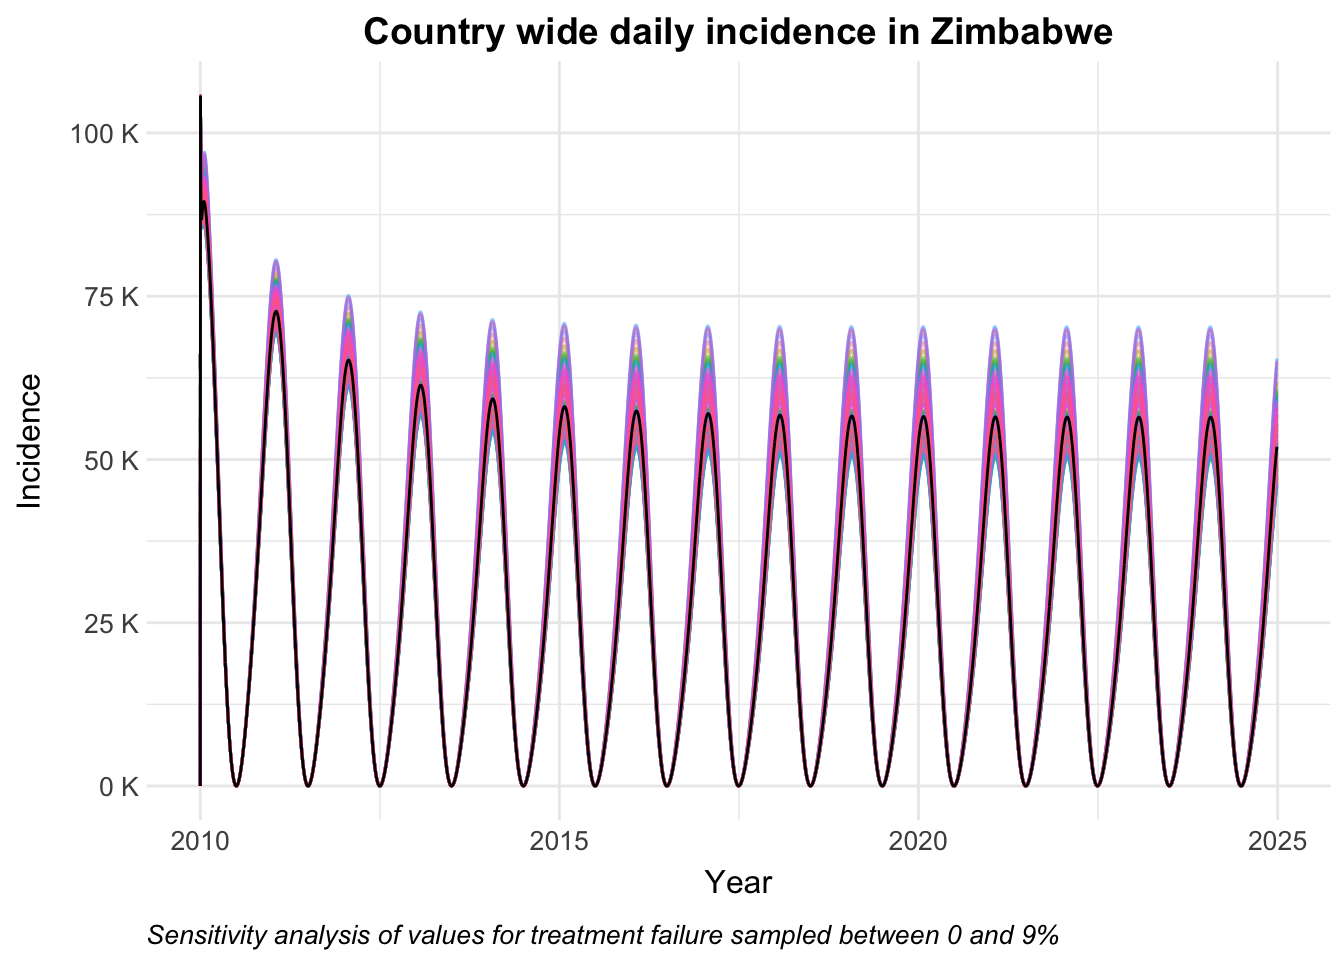 Country wide daily incidence in Zimbabwe
100 K
75 K
50 K
25 K
0 K
Incidence
2010 2015 2020 2025
Year
Sensitivity analysis of values for treatment failure sampled between 0 and 9%